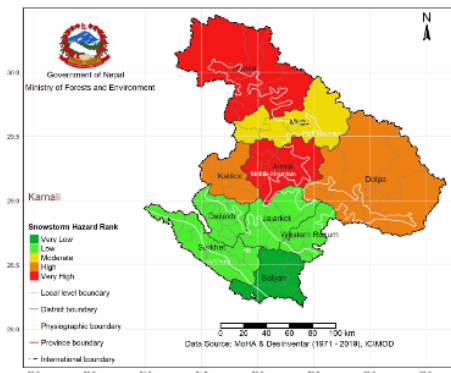 N
Government of Nepal
Ministry of Forests and Environment
30.0
29.5
29.0
28.5
28.0
Humla
Mugu
Jumla
Middle Mountain
Kalikot
Dolpa
Karnali
Dailekh
Jajarkot
Western Rukum
Surkhet
Salyan
Snowstorm Hazard Rank
Very Low
Low
Moderate
High
Very High
Local level boundary
District boundary
Physiographic boundary
Province boundary
International boundary
0 20 40 60 80 100 km
Data Source: MoHA & DesInventar (1971 - 2019), ICIMOD